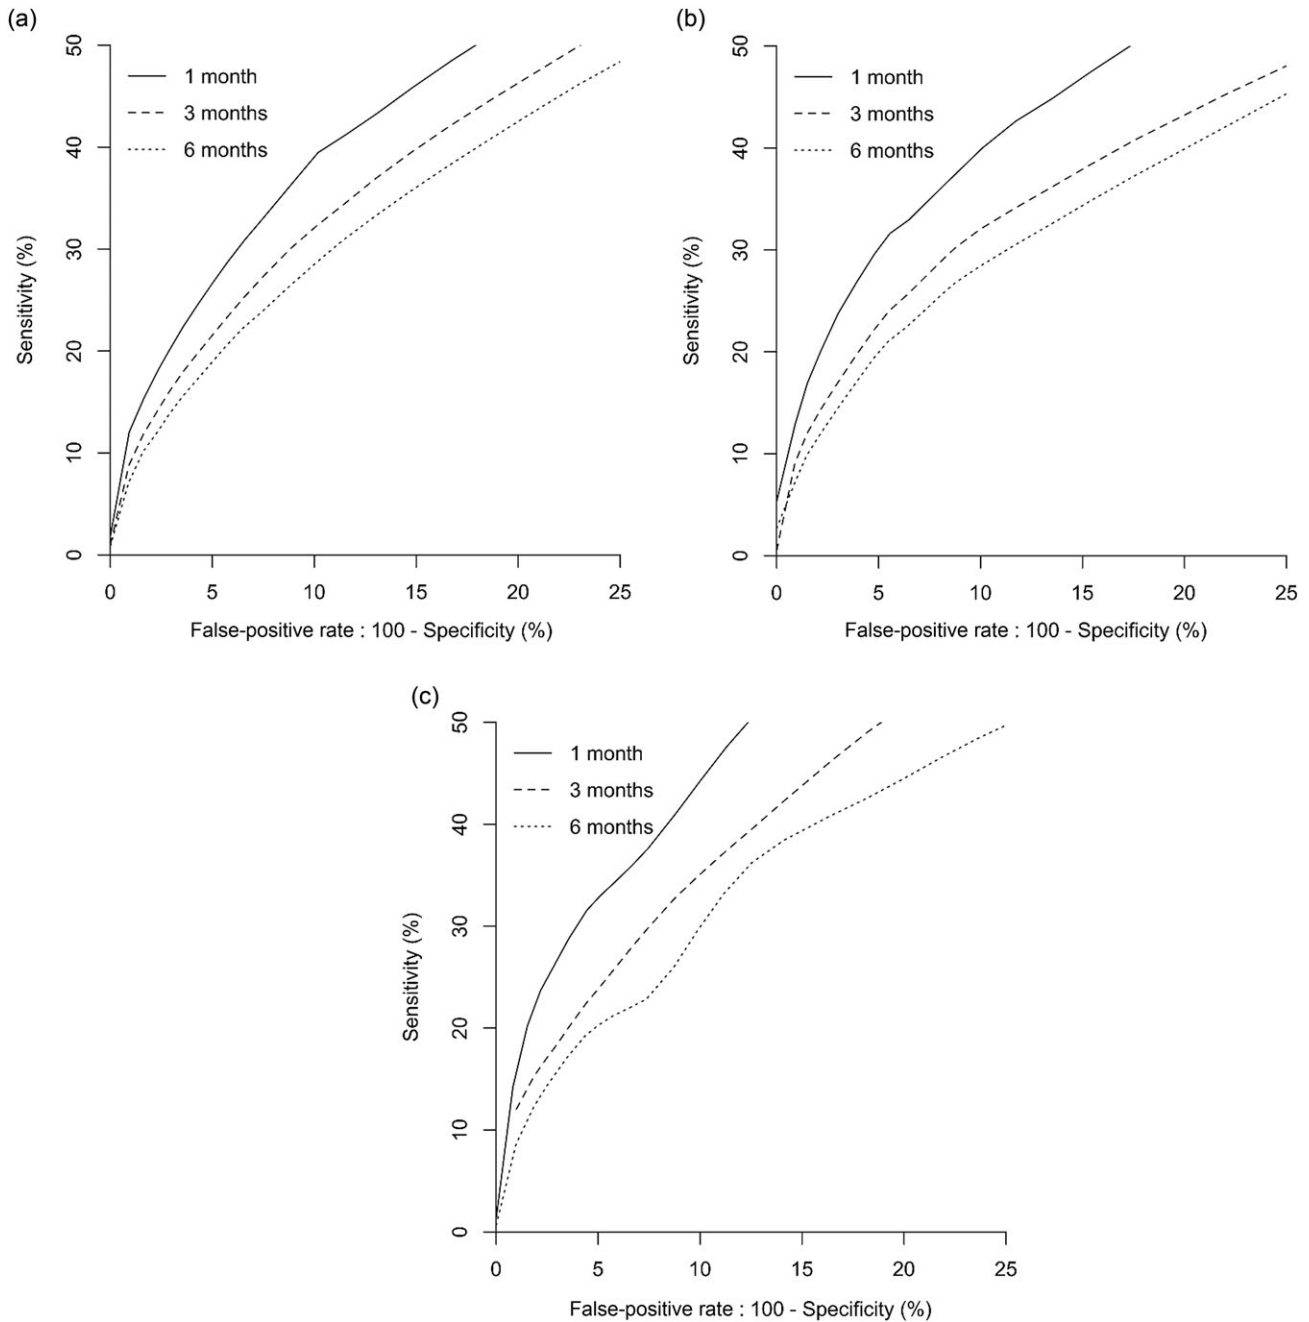 (a)
50
40
30
20
10
0
Sensitivity (%)
1 month
3 months
6 months
0 5 10 15 20 25
False-positive rate : 100 - Specificity (%)
(b)
50
40
30
20
10
0
Sensitivity (%)
1 month
3 months
6 months
0 5 10 15 20 25
False-positive rate : 100 - Specificity (%)
(c)
50
40
30
20
10
0
Sensitivity (%)
1 month
3 months
6 months
0 5 10 15 20 25
False-positive rate : 100 - Specificity (%)